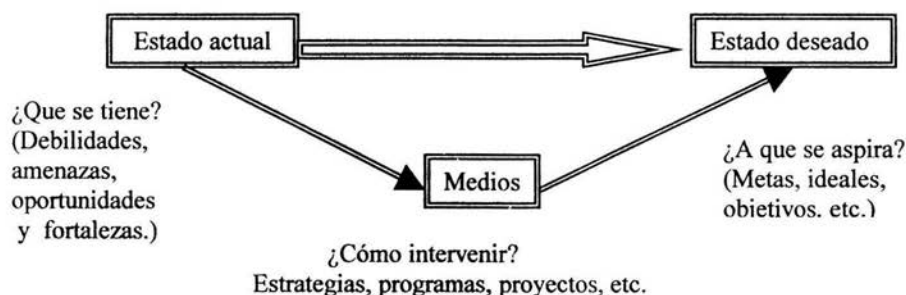 Estado actual
Estado deseado
¿Que se tiene?
(Debilidades,
amenazas,
oportunidades
y fortalezas.)
Medios
¿A que se aspira?
(Metas, ideales,
objetivos. etc.)
¿Cómo intervenir?
Estrategias, programas, proyectos, etc.